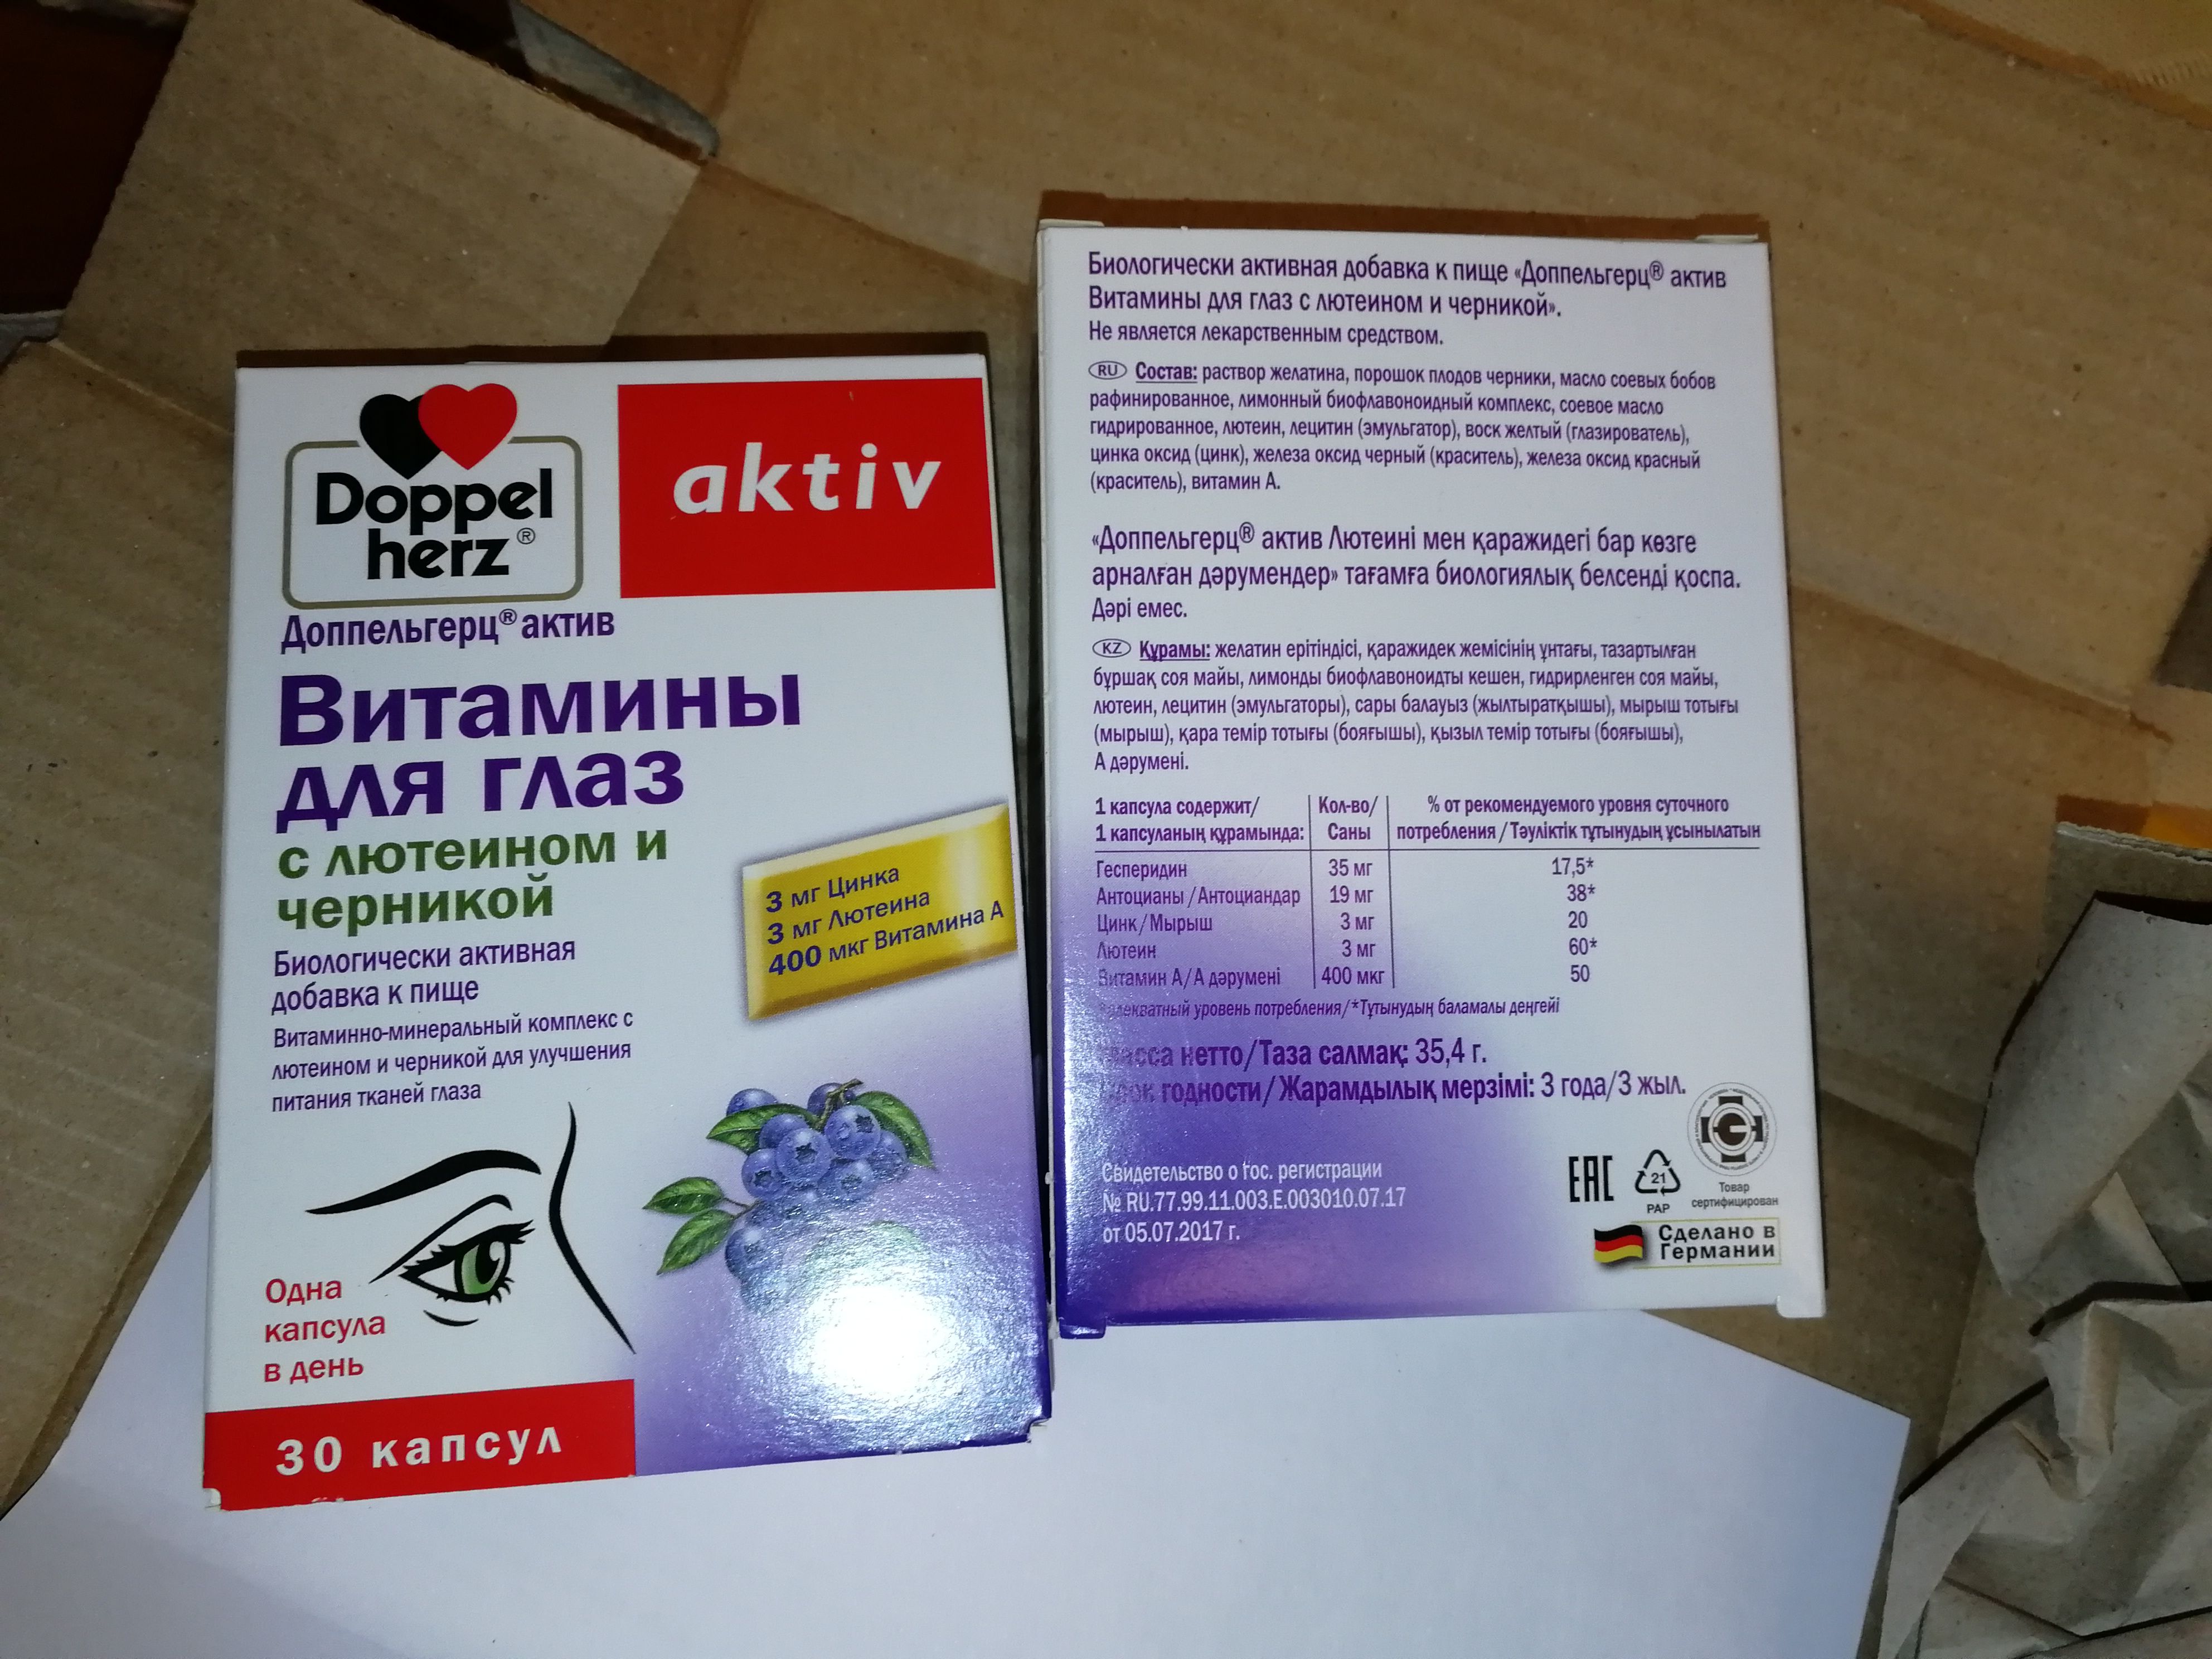 Doppel
herz®
aktiv
Доппельгерц® актив
Витамины
для глаз
с лютеином и
черникой
3 мг Цинка
3 мг Лютеина
400 мкг Витамина А
Биологически активная
добавка к пище
Витаминно-минеральный комплекс с
лютеином и черникой для улучшения
питания тканей глаза
Одна
капсула
в день
30 капсул
Биологически активная добавка к пище «Доппельгерц® актив
Витамины для глаз с лютеином и черникой».
Не является лекарственным средством.
RU Состав: раствор желатина, порошок плодов черники, масло соевых бобов
рафинированное, лимонный биофлавоноидный комплекс, соевое масло
гидрированное, лютеин, лецитин (эмульгатор), воск желтый (глазирователь),
цинка оксид (цинк), железа оксид черный (краситель), железа оксид красный
(краситель), витамин А.
«Доппельгерц® актив Лютеині мен қаражидегі бар көзге
арналған дәрумендер» тағамға биологиялық белсенді қоспа.
Дәрі емес.
KZ Құрамы: желатин ерітіндісі, қаражидек жемісінің ұнтағы, тазартылған
бұршақ соя майы, лимонды биофлавоноидты кешен, гидрирленген соя майы,
лютеин, лецитин (эмульгаторы), сары балауыз (жылтыратқышы), мырыш тотығы
(мырыш), қара темір тотығы (бояғышы), қызыл темір тотығы (бояғышы),
А дәрумені.
1 капсула содержит/ Кол-во/ % от рекомендуемого уровня суточного
1 капсуланың құрамында: Саны потребления / Тәуліктік тұтынудың ұсынылатын
Гесперидин 35 мг 17,5*
Антоцианы / Антоциандар 19 мг 38*
Цинк / Мырыш 3 мг 20
Лютеин 3 мг 60*
Витамин А/ А дәрумені 400 мкг 50
уровень потребления/*Тұтынудың баламалы деңгейі
нетто/Таза салмақ: 35,4 г.
годности/ Жарамдылық мерзімі: 3 года/3 жыл.
Свидетельство о гос. регистрации
№ RU.77.99.11.003.Е.003010.07.17
от 05.07.2017 г.
EAC
21
PAP
Товар
сертифицирован
Сделано в
Германии